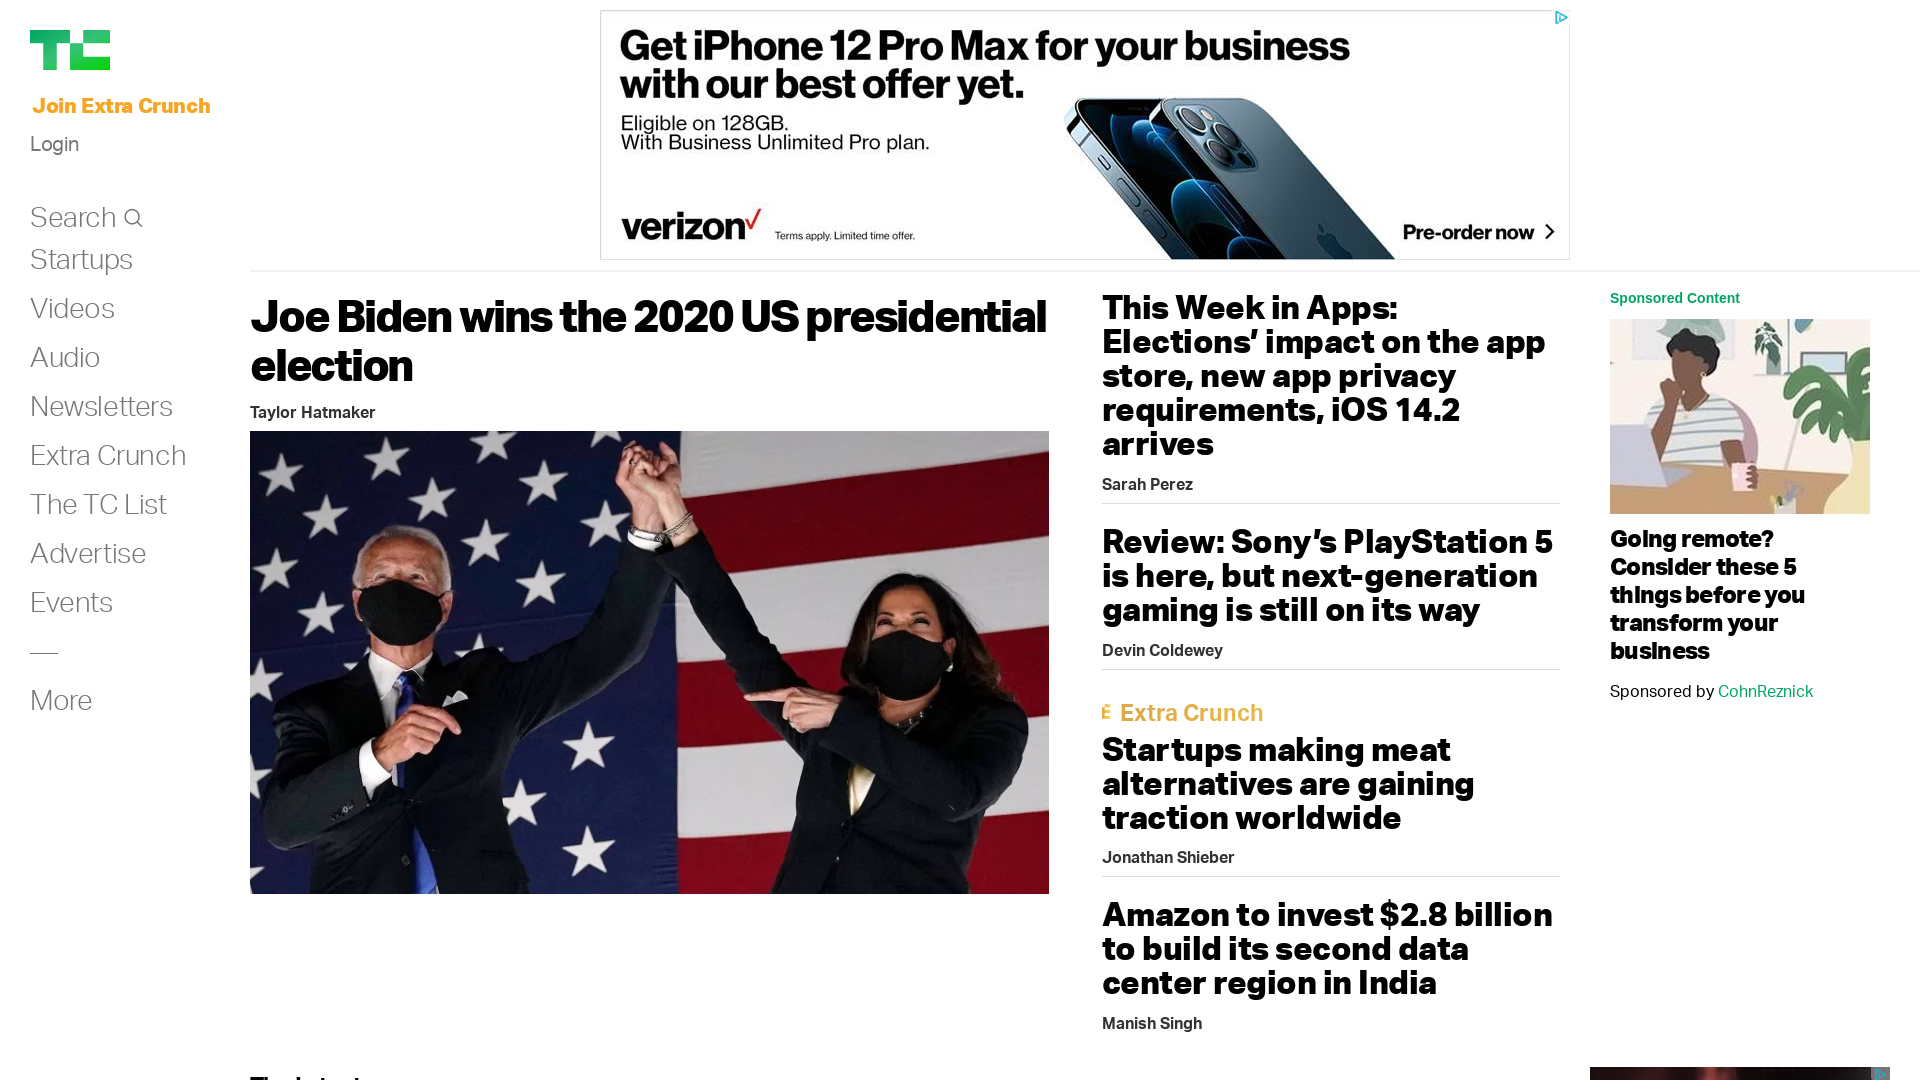 TC
Join Extra Crunch
Login
Search
Startups
Videos
Audio
Newsletters
Extra Crunch
The TC List
Advertise
Events
More
Get iPhone 12 Pro Max for your business
with our best offer yet.
Eligible on 128GB.
With Business Unlimited Pro plan.
verizon
Terms apply. Limited time offer.
Pre-order now
Joe Biden wins the 2020 US presidential
election
Taylor Hatmaker
This Week in Apps:
Elections’ impact on the app
store, new app privacy
requirements, iOS 14.2
arrives
Sarah Perez
Review: Sony’s PlayStation 5
is here, but next-generation
gaming is still on its way
Devin Coldewey
Extra Crunch
Startups making meat
alternatives are gaining
traction worldwide
Jonathan Shieber
Amazon to invest $2.8 billion
to build its second data
center region in India
Manish Singh
Sponsored Content
Going remote?
Consider these 5
things before you
transform your
business
Sponsored by CohnReznick